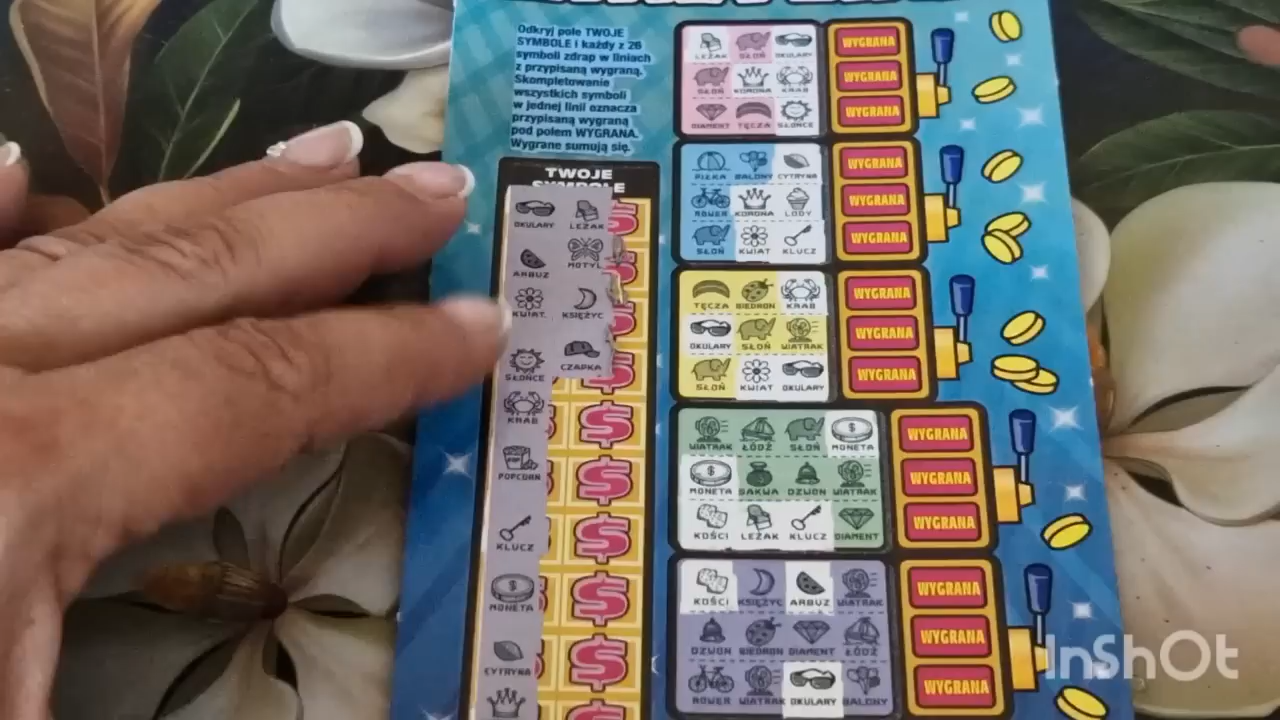 Odkryj pole TWOJE
SYMBOLE i każdy z 26
symboli zdrap w liniach
z przypisaną wygraną.
Skompletowanie
wszystkich symboli
w jednej linii oznacza
przypisaną wygraną
pod polem WYGRANA.
Wygrane sumują się.
TWOJE
SYMBOLE
OKULARY LEŻAK
ARBUZ MOTYL
KWIAT KSIĘŻYC
SŁOŃCE CZAPKA
KRAB
POPCORN
KLUCZ
MONETA
CYTRYNA
LEŻAK SŁOŃ OKULARY WYGRANA
SŁOŃ KORONA KRAB WYGRANA
DIAMENT TĘCZA SŁOŃCE WYGRANA
PIŁKA BALONY CYTRYNA WYGRANA
ROWER KORONA LODY WYGRANA
SŁOŃ KWIAT KLUCZ WYGRANA
TĘCZA BIEDRON KRAB WYGRANA
OKULARY SŁOŃ WIATRAK WYGRANA
SŁOŃ KWIAT OKULARY WYGRANA
WIATRAK ŁÓDŹ SŁOŃ MONETA WYGRANA
MONETA SAKWA DZWON WIATRAK WYGRANA
KOŚCI LEŻAK KLUCZ DIAMENT WYGRANA
KOŚCI KSIĘŻYC ARBUZ WIATRAK WYGRANA
DZWON BIEDRON DIAMENT ŁÓDŹ WYGRANA
ROWER WIATRAK OKULARY BALONY WYGRANA
InShOt